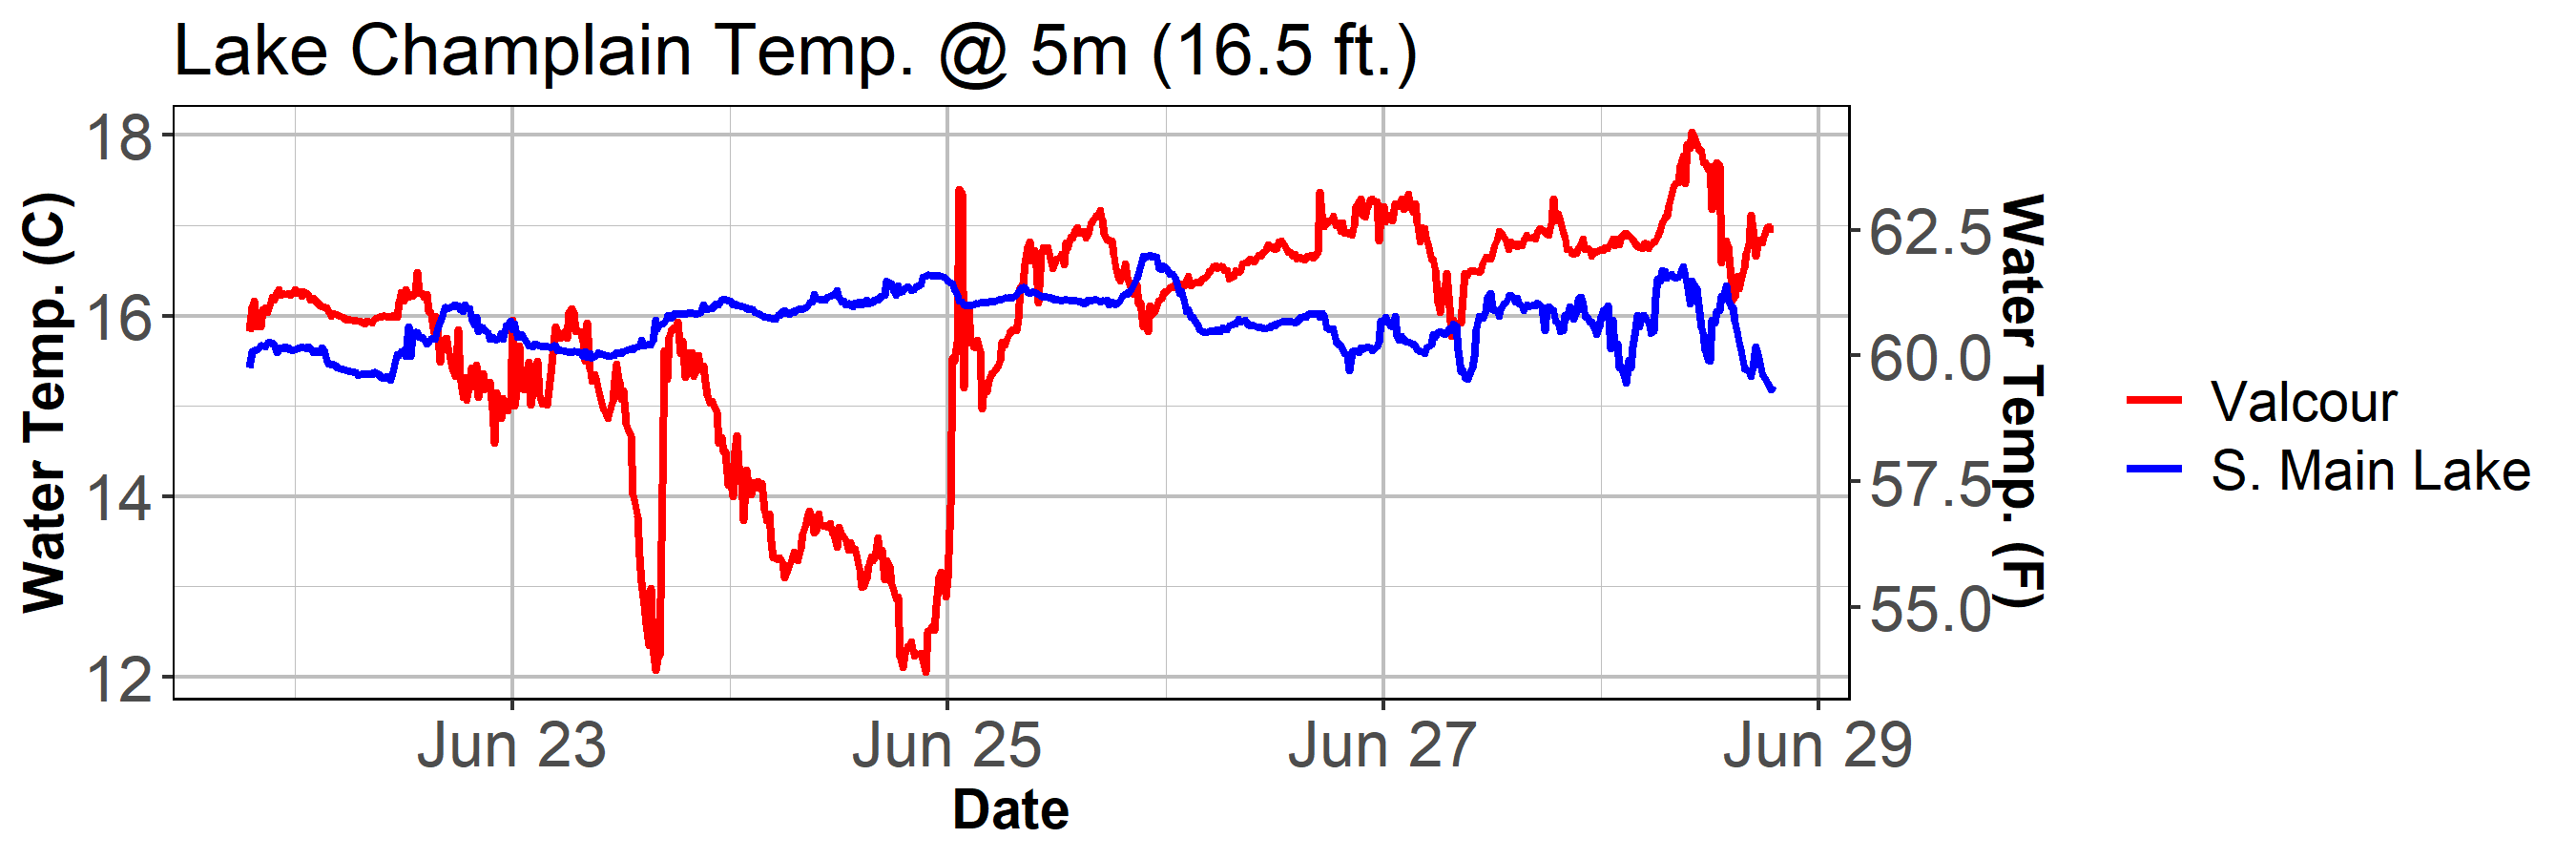 Lake Champlain Temp. @ 5m (16.5 ft.)
Water Temp. (C)
18
16
14
12
62.5
60.0
57.5
55.0
Water Temp. (F)
Jun 23
Jun 25
Jun 27
Jun 29
Date
Valcour
S. Main Lake